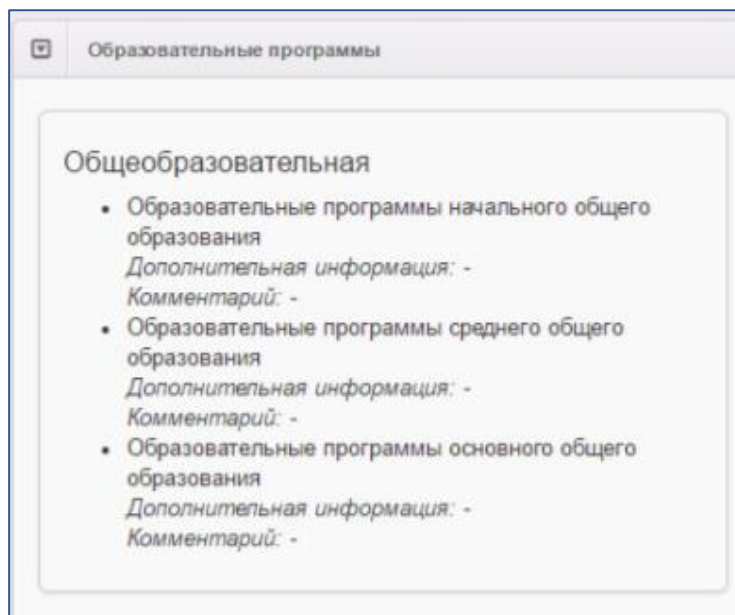 Образовательные программы
Общеобразовательная
• Образовательные программы начального общего
образования
Дополнительная информация: -
Комментарий: -
• Образовательные программы среднего общего
образования
Дополнительная информация: -
Комментарий: -
• Образовательные программы основного общего
образования
Дополнительная информация: -
Комментарий: -